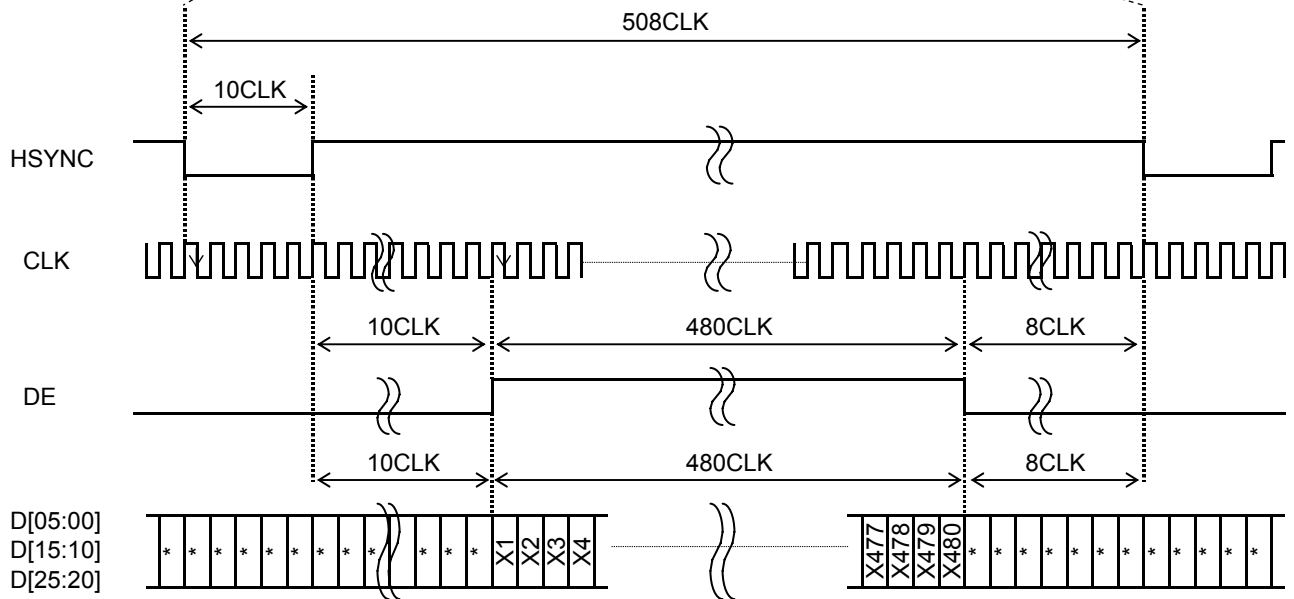 508CLK
10CLK
HSYNC
CLK
10CLK 480CLK 8CLK
DE
10CLK 480CLK 8CLK
D[05:00]
D[15:10]
D[25:20]
* * * * * * * * * * * * X1 X2 X3 X4 X477 X478 X479 X480 * * * * * * * * * * * *